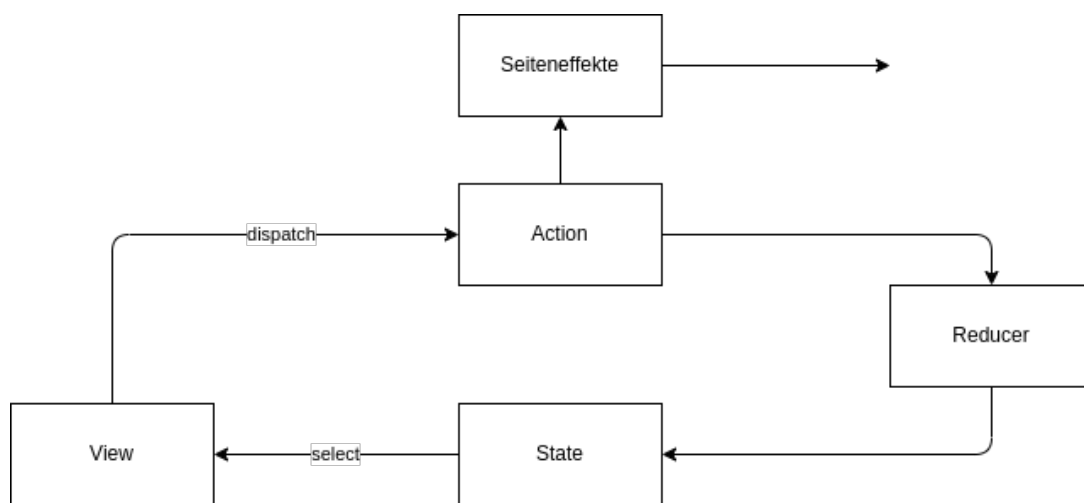 Seiteneffekte
dispatch
Action
Reducer
View
select
State